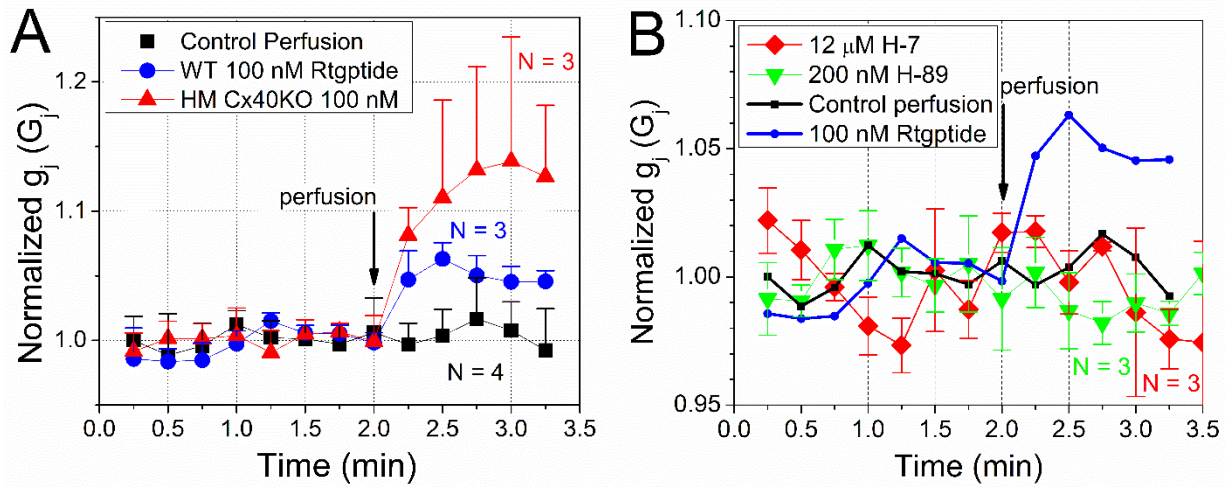 A
Control Perfusion
WT 100 nM Rtgptide
HM Cx40KO 100 nM
N = 3
perfusion
N = 3
N = 4
Normalized gj (Gj)
1.2
1.1
1.0
0.0 0.5 1.0 1.5 2.0 2.5 3.0 3.5
Time (min)
B
12 μM H-7
200 nM H-89
Control perfusion
100 nM Rtgptide
perfusion
N = 3
N = 3
Normalized gj (Gj)
1.10
1.05
1.00
0.95
0.0 0.5 1.0 1.5 2.0 2.5 3.0 3.5
Time (min)